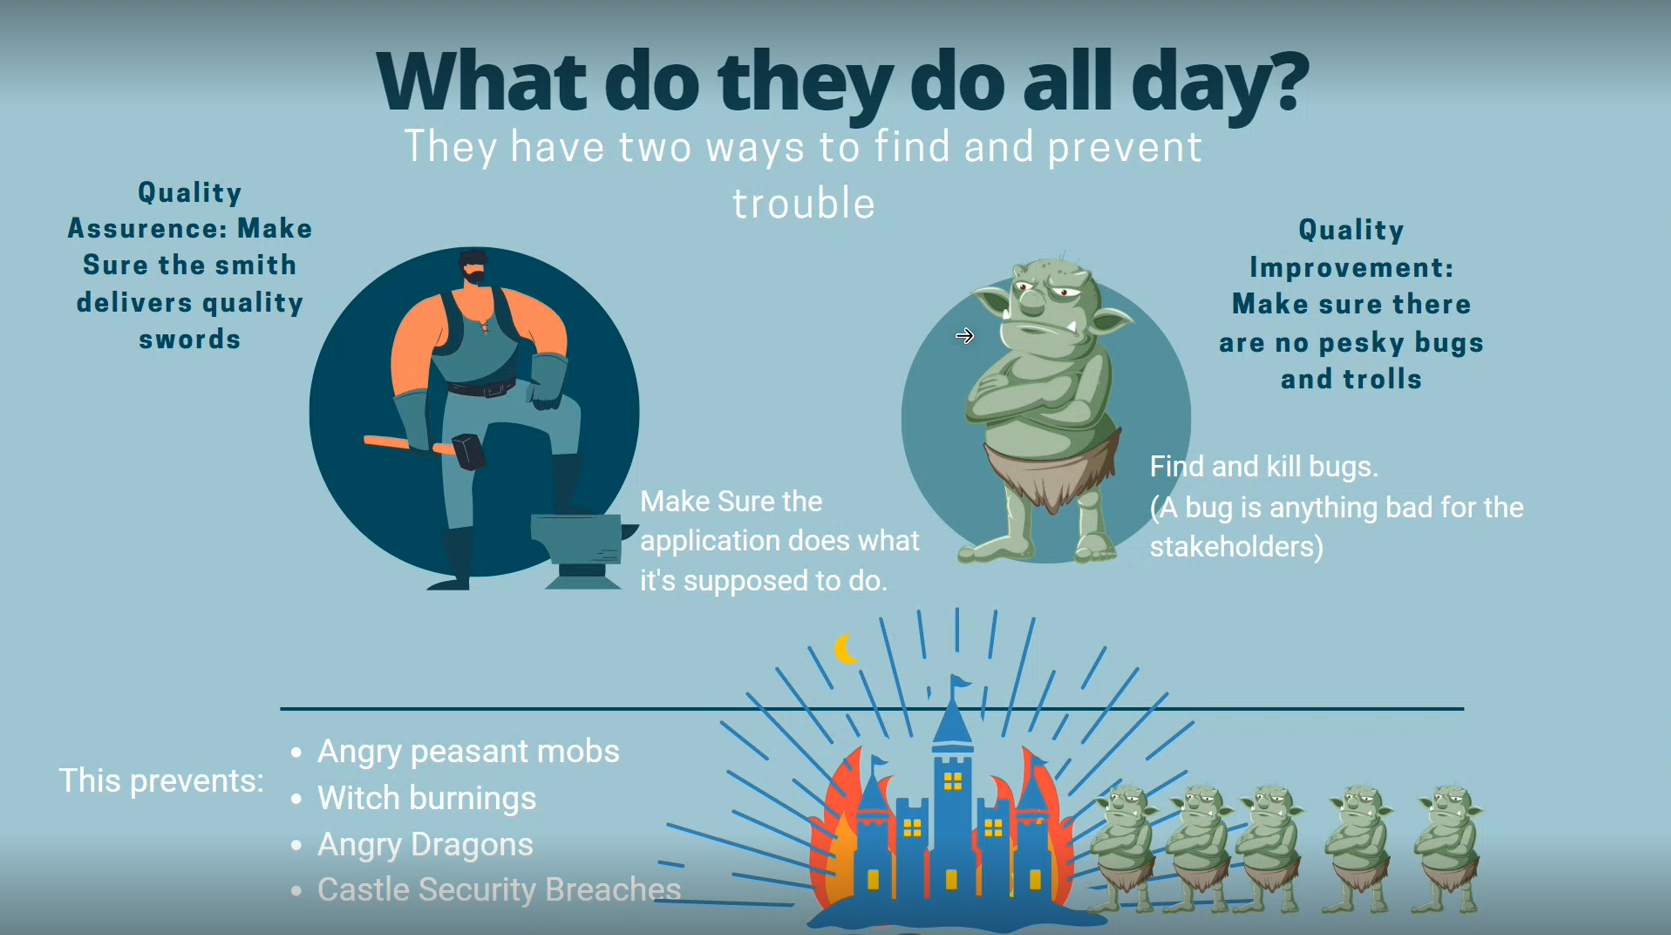 What do they do all day?
They have two ways to find and prevent
trouble
Quality
Assurence: Make
Sure the smith
delivers quality
swords
Make Sure the
application does what
it's supposed to do.
Quality
Improvement:
Make sure there
are no pesky bugs
and trolls
Find and kill bugs.
(A bug is anything bad for the
stakeholders)
This prevents:
• Angry peasant mobs
• Witch burnings
• Angry Dragons
• Castle Security Breaches